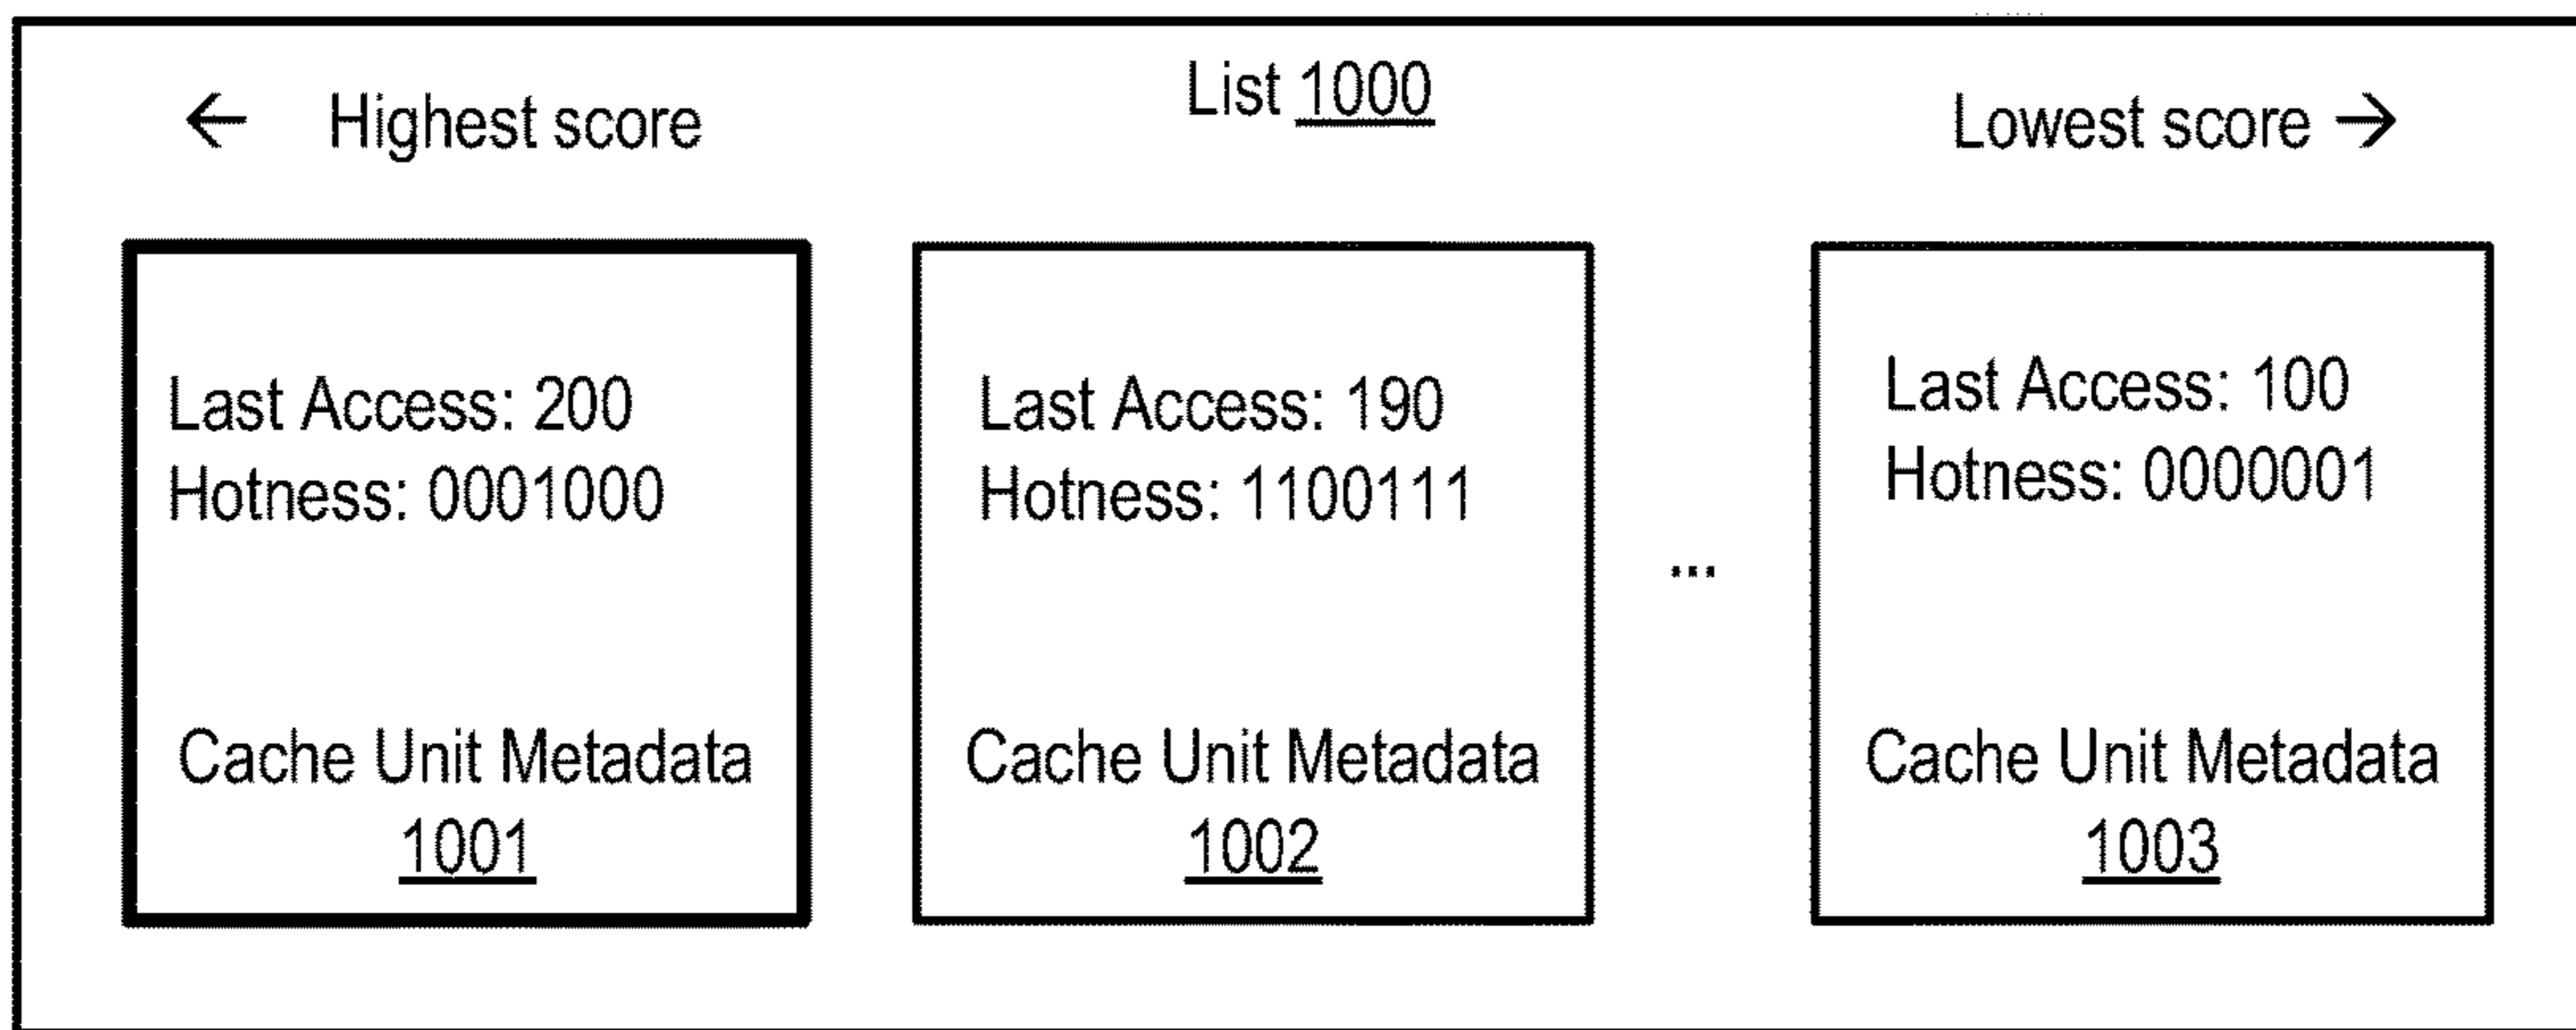 List 1000
← Highest score
Lowest score →
Last Access: 200
Hotness: 0001000
Cache Unit Metadata
1001
Last Access: 190
Hotness: 1100111
Cache Unit Metadata
1002
...
Last Access: 100
Hotness: 0000001
Cache Unit Metadata
1003